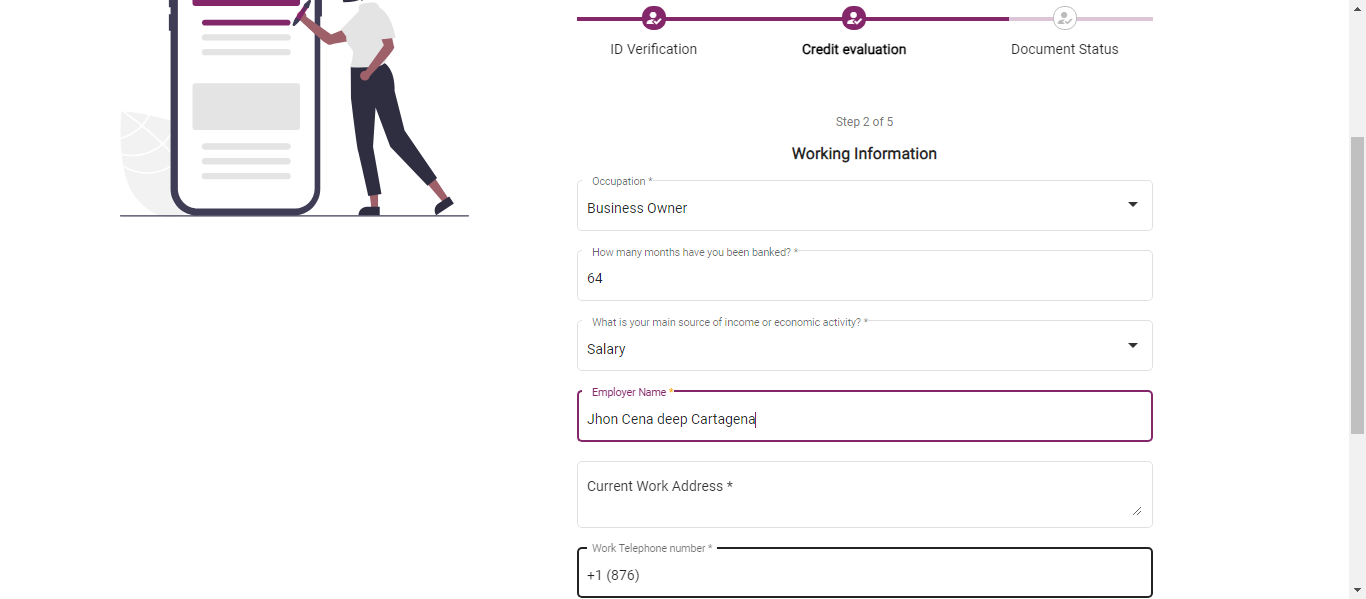 ID Verification
Credit evaluation
Document Status
Step 2 of 5
Working Information
Occupation *
Business Owner
How many months have you been banked? *
64
What is your main source of income or economic activity? *
Salary
Employer Name *
Jhon Cena deep Cartagena
Current Work Address *
Work Telephone number *
+1 (876)